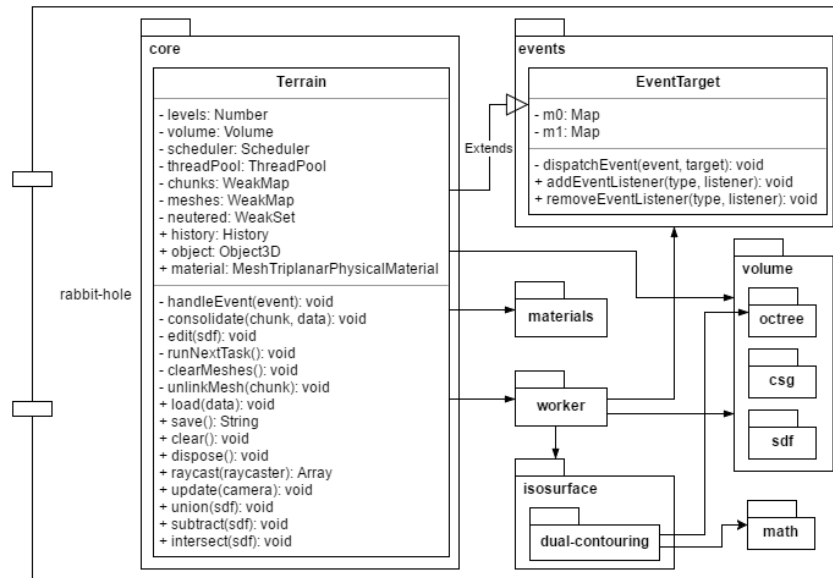 core
Terrain
- levels: Number
- volume: Volume
- scheduler: Scheduler
- threadPool: ThreadPool
- chunks: WeakMap
- meshes: WeakMap
- neutered: WeakSet
+ history: History
+ object: Object3D
+ material: MeshTriplanarPhysicalMaterial
- handleEvent(event): void
- consolidate(chunk, data): void
- edit(sdf): void
- runNextTask(): void
- clearMeshes(): void
- unlinkMesh(chunk): void
+ load(data): void
+ save(): String
+ clear(): void
+ dispose(): void
+ raycast(raycaster): Array
+ update(camera): void
+ union(sdf): void
+ subtract(sdf): void
+ intersect(sdf): void
rabbit-hole
Extends
events
EventTarget
- m0: Map
- m1: Map
- dispatchEvent(event, target): void
+ addEventListener(type, listener): void
+ removeEventListener(type, listener): void
materials
worker
isosurface
dual-contouring
volume
octree
csg
sdf
math